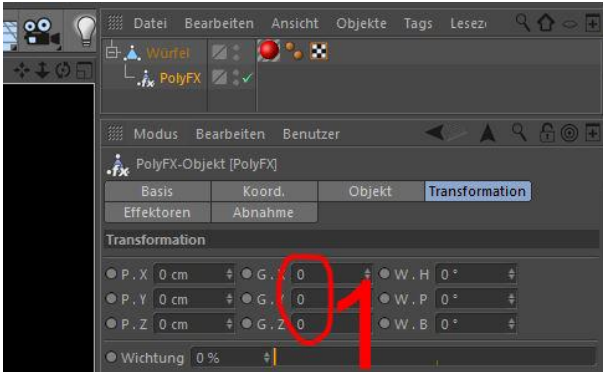 Datei Bearbeiten Ansicht Objekte Tags Lesez
Würfel
PolyFX
Modus Bearbeiten Benutzer
PolyFX-Objekt [PolyFX]
Basis Koord. Objekt Transformation
Effektoren Abnahme
Transformation
P . X 0 cm G . X 0 W . H 0 °
P . Y 0 cm G . Y 0 W . P 0 °
P . Z 0 cm G . Z 0 W . B 0 °
1
Wichtung 0 %